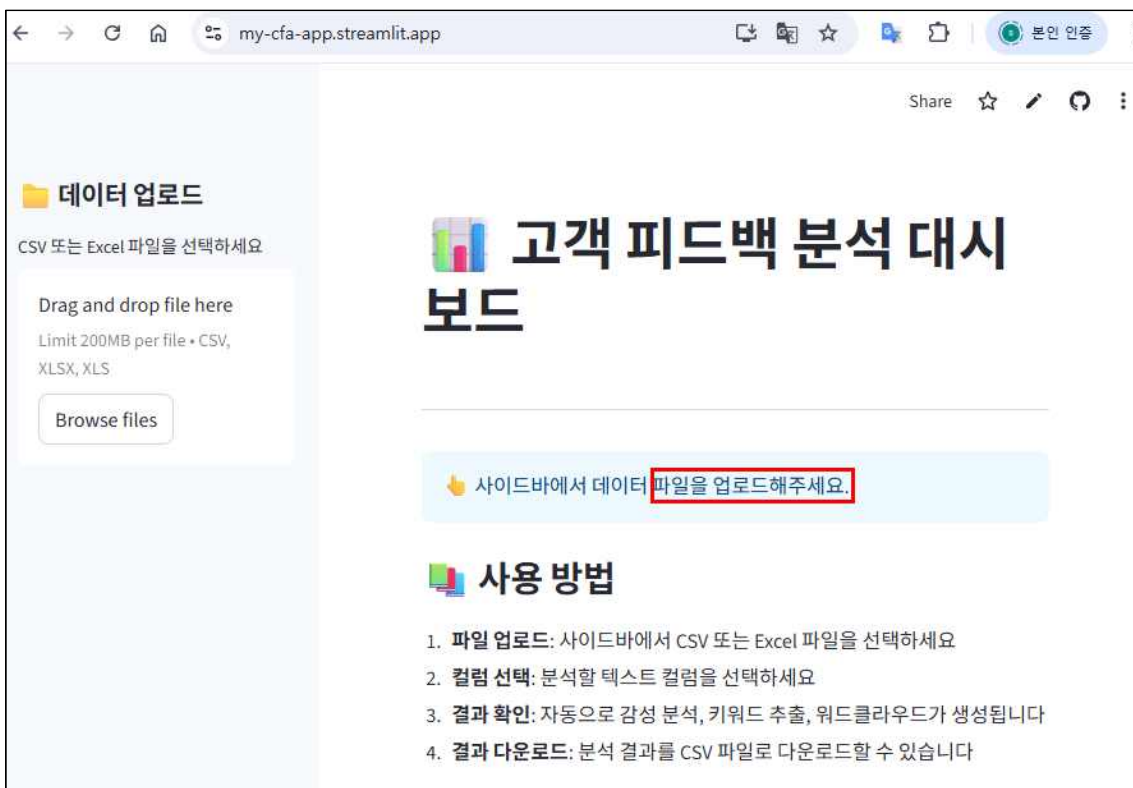 my-cfa-app.streamlit.app
본인 인증
Share
데이터 업로드
CSV 또는 Excel 파일을 선택하세요
Drag and drop file here
Limit 200MB per file • CSV,
XLSX, XLS
Browse files
고객 피드백 분석 대시
보드
사이드바에서 데이터 파일을 업로드해주세요.
사용 방법
1. 파일 업로드: 사이드바에서 CSV 또는 Excel 파일을 선택하세요
2. 컬럼 선택: 분석할 텍스트 컬럼을 선택하세요
3. 결과 확인: 자동으로 감성 분석, 키워드 추출, 워드클라우드가 생성됩니다
4. 결과 다운로드: 분석 결과를 CSV 파일로 다운로드할 수 있습니다